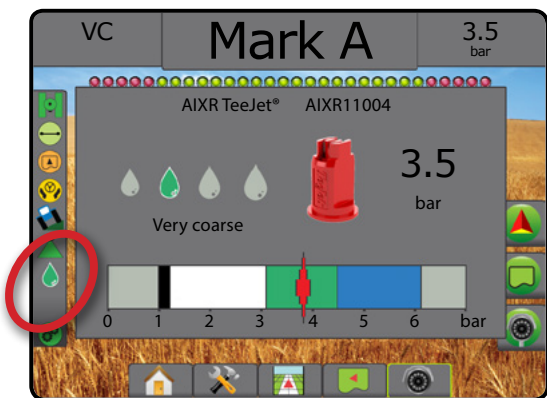 VC
Mark A
3.5
bar
AIXR TeeJet® AIXR11004
3.5
bar
Very coarse
0 1 2 3 4 5 6 bar